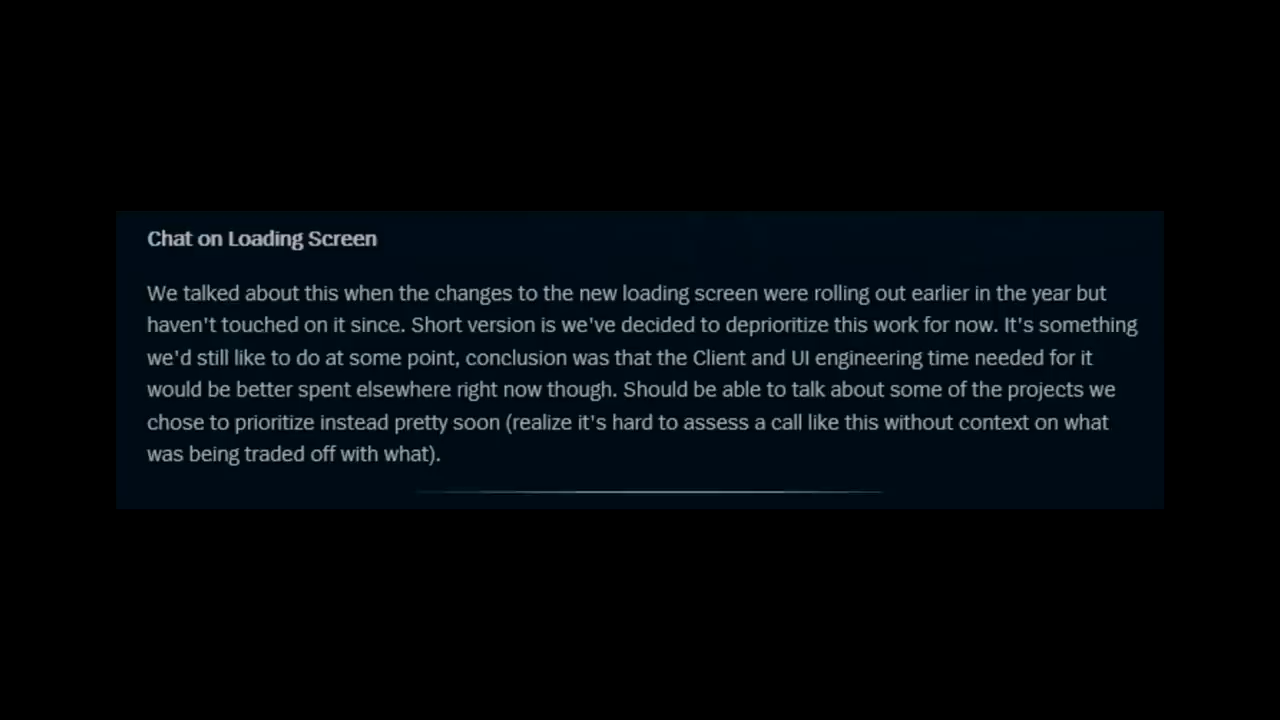 Chat on Loading Screen
We talked about this when the changes to the new loading screen were rolling out earlier in the year but
haven't touched on it since. Short version is we've decided to deprioritize this work for now. It's something
we'd still like to do at some point, conclusion was that the Client and UI engineering time needed for it
would be better spent elsewhere right now though. Should be able to talk about some of the projects we
chose to prioritize instead pretty soon (realize it's hard to assess a call like this without context on what
was being traded off with what).